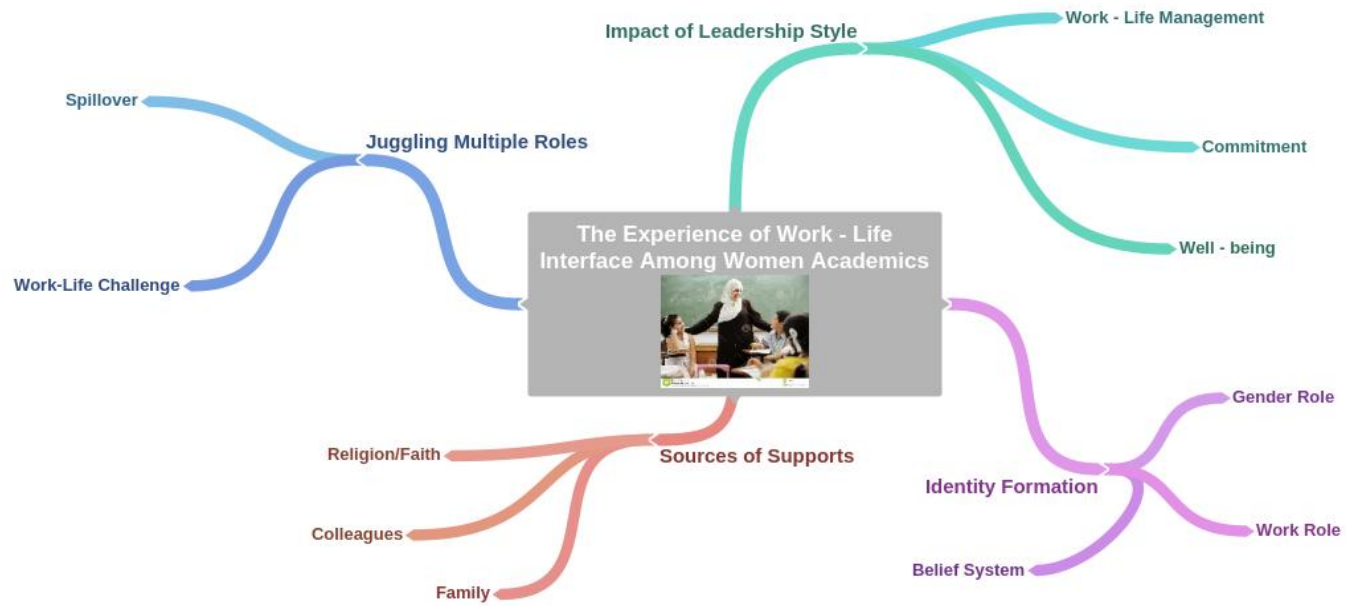 Impact of Leadership Style
Work - Life Management
Commitment
Well - being
Spillover
Juggling Multiple Roles
Work-Life Challenge
The Experience of Work - Life
Interface Among Women Academics
Religion/Faith
Sources of Supports
Colleagues
Family
Gender Role
Identity Formation
Work Role
Belief System